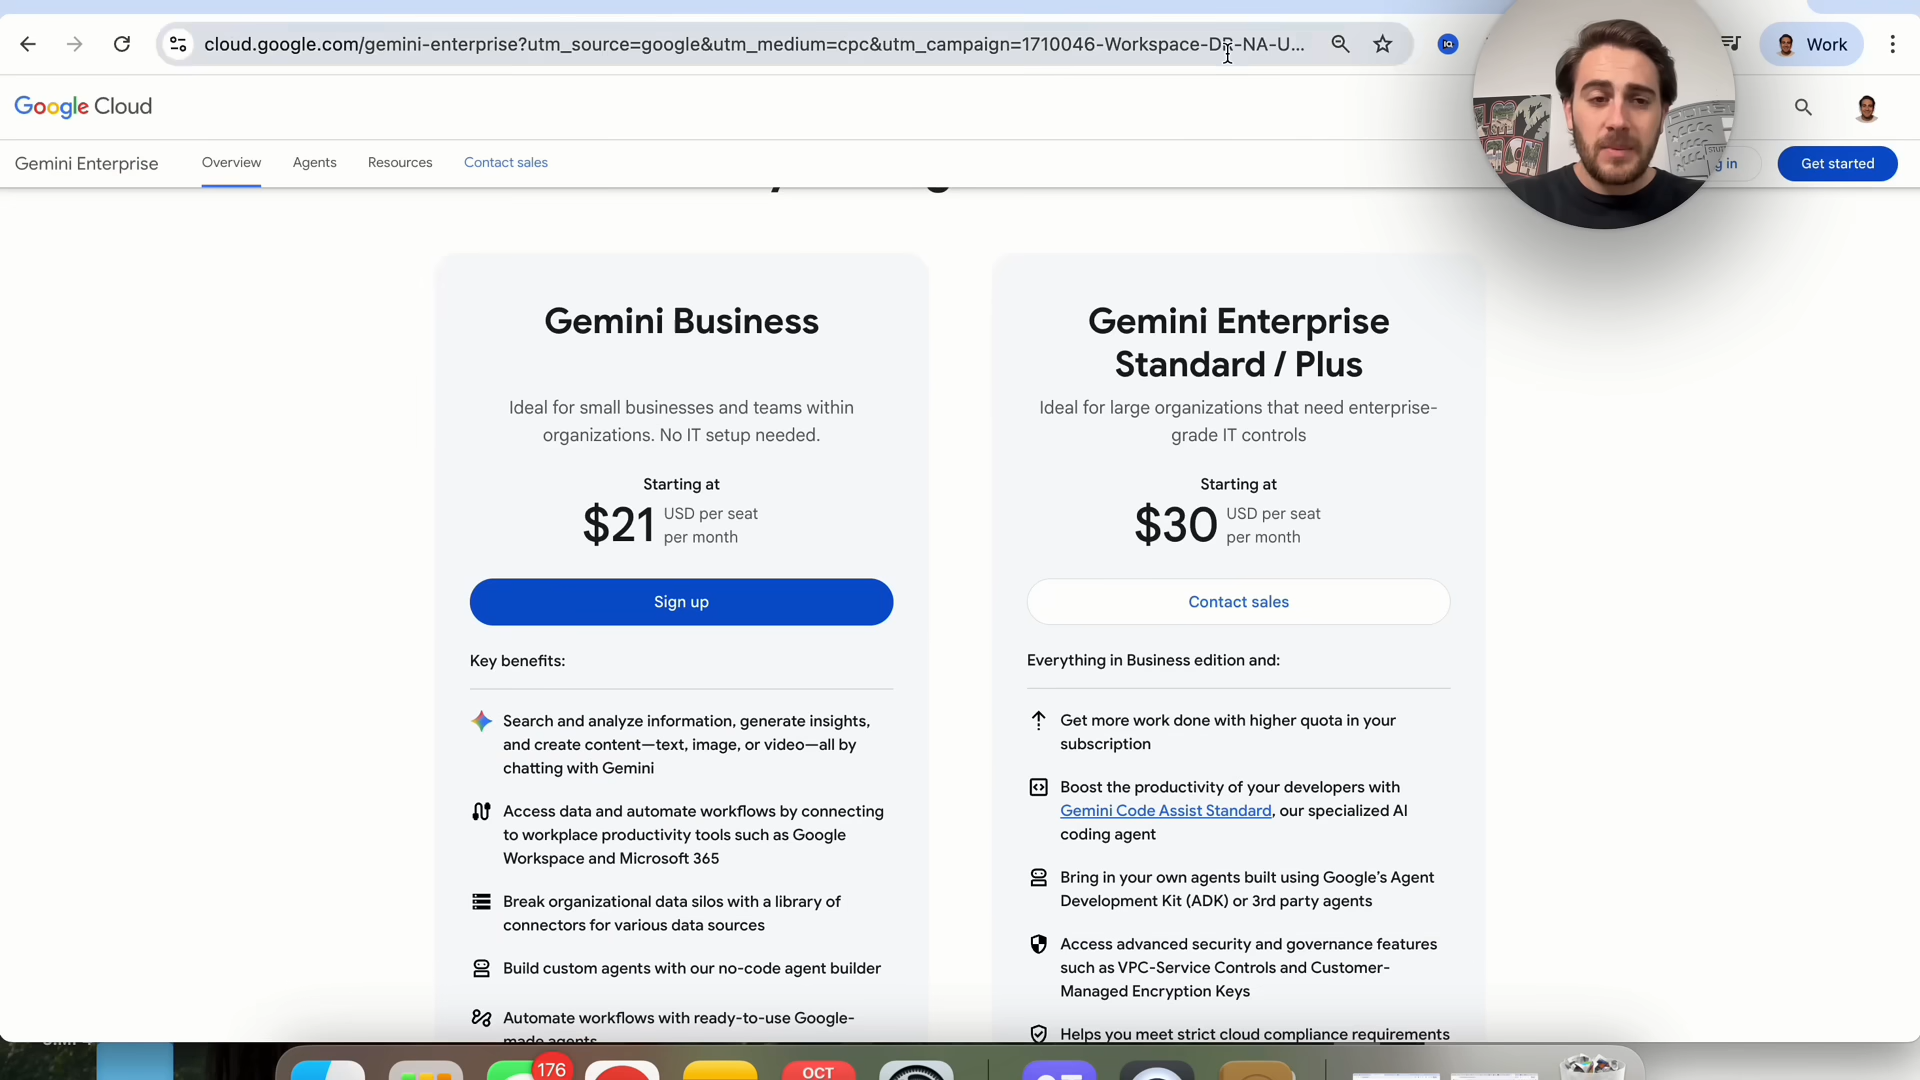 cloud.google.com/gemini-enterprise?utm_source=google&utm_medium=cpc&utm_campaign=1710046-Workspace-DR-NA-U...
Work
Google Cloud
Gemini Enterprise
Overview
Agents
Resources
Contact sales
g in
Get started
Gemini Business
Ideal for small businesses and teams within
organizations. No IT setup needed.
Starting at
$21 USD per seat
per month
Sign up
Key benefits:
Search and analyze information, generate insights,
and create content—text, image, or video—all by
chatting with Gemini
Access data and automate workflows by connecting
to workplace productivity tools such as Google
Workspace and Microsoft 365
Break organizational data silos with a library of
connectors for various data sources
Build custom agents with our no-code agent builder
Automate workflows with ready-to-use Google-
made agents
Gemini Enterprise
Standard / Plus
Ideal for large organizations that need enterprise-
grade IT controls
Starting at
$30 USD per seat
per month
Contact sales
Everything in Business edition and:
Get more work done with higher quota in your
subscription
Boost the productivity of your developers with
Gemini Code Assist Standard, our specialized AI
coding agent
Bring in your own agents built using Google's Agent
Development Kit (ADK) or 3rd party agents
Access advanced security and governance features
such as VPC-Service Controls and Customer-
Managed Encryption Keys
Helps you meet strict cloud compliance requirements
176
OCT